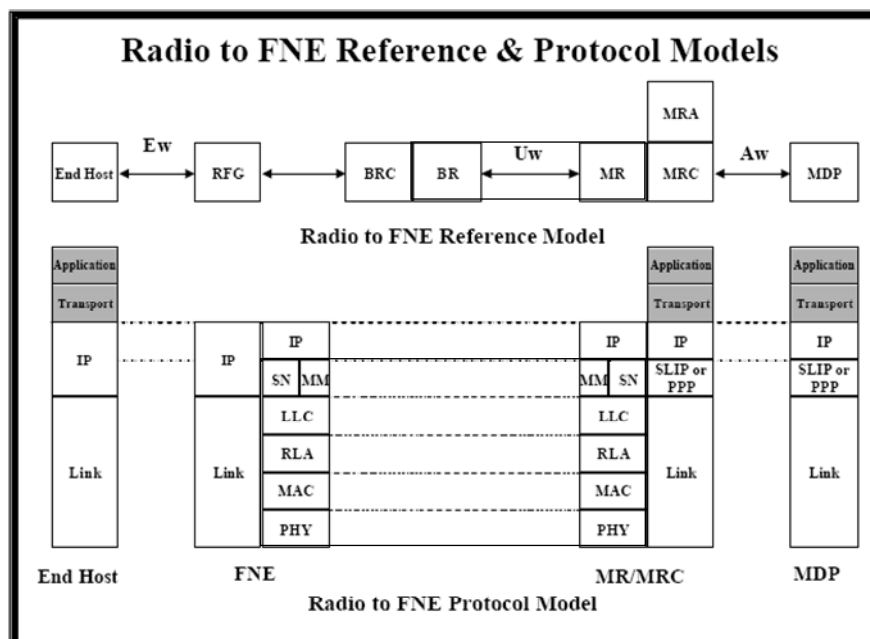 Radio to FNE Reference & Protocol Models
MRA
Ew Uw Aw
End Host RFG BRC BR MR MRC MDP
Radio to FNE Reference Model
Application Application Application
Transport Transport Transport
IP IP IP IP IP IP
SN MM MM SN SLIP or PPP SLIP or PPP
LLC LLC
Link Link RLA RLA Link Link
MAC MAC
PHY PHY
End Host FNE MR/MRC MDP
Radio to FNE Protocol Model